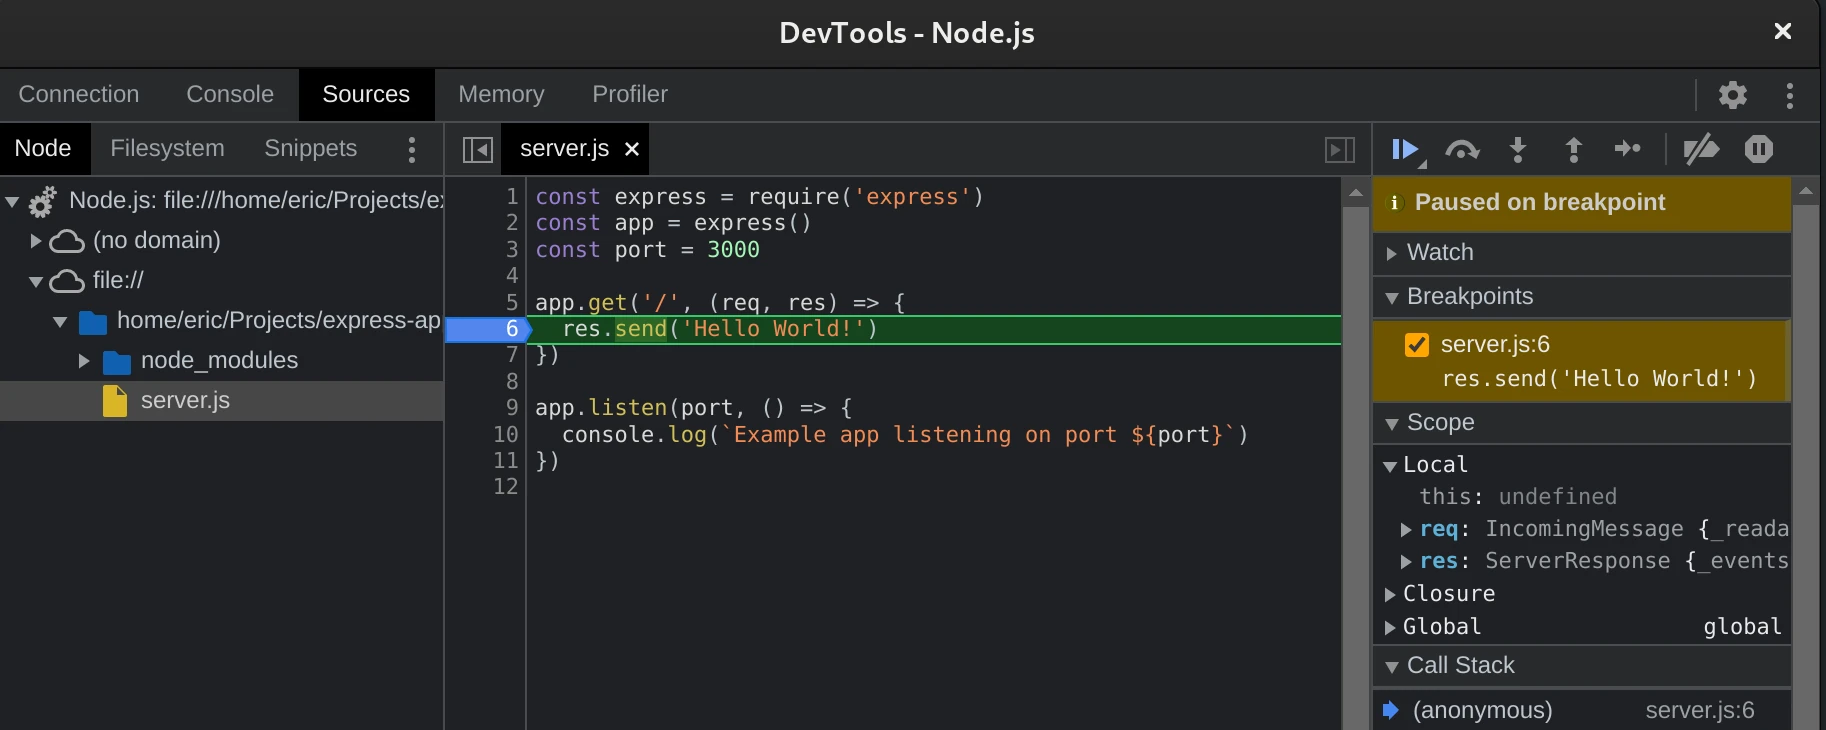 DevTools - Node.js
Connection Console Sources Memory Profiler
Node Filesystem Snippets
server.js
Node.js: file:///home/eric/Projects/ex
(no domain)
file://
home/eric/Projects/express-ap
node_modules
server.js
1 const express = require('express')
2 const app = express()
3 const port = 3000
4
5 app.get('/', (req, res) => {
6 res.send('Hello World!')
7 })
8
9 app.listen(port, () => {
10 console.log(`Example app listening on port ${port}`)
11 })
12
Paused on breakpoint
Watch
Breakpoints
server.js:6
res.send('Hello World!')
Scope
Local
this: undefined
req: IncomingMessage {_reada
res: ServerResponse {_events
Closure
Global global
Call Stack
(anonymous) server.js:6